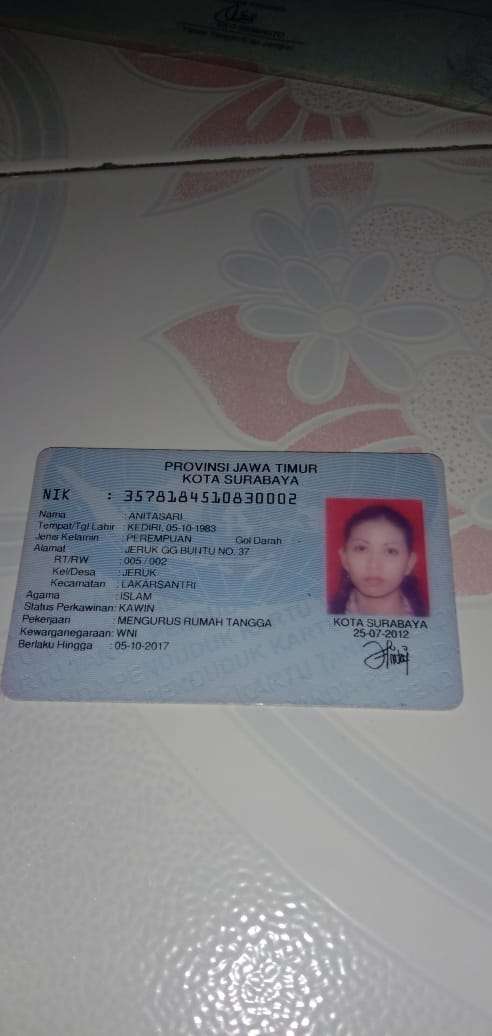 PROVINSI JAWA TIMUR
KOTA SURABAYA
NIK : 3578184510830002
Nama : ANITASARI
Tempat/Tgl Lahir : KEDIRI, 05-10-1983
Jenis Kelamin : PEREMPUAN Gol Darah : -
Alamat : JERUK GG BUNTU NO. 37
RT/RW : 005 / 002
Kel/Desa : JERUK
Kecamatan : LAKARSANTRI
Agama : ISLAM
Status Perkawinan: KAWIN
Pekerjaan : MENGURUS RUMAH TANGGA
Kewarganegaraan: WNI
Berlaku Hingga : 05-10-2017
KOTA SURABAYA
25-07-2012